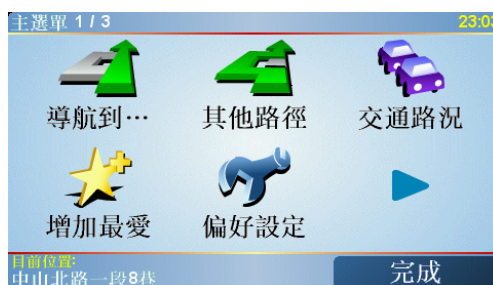 主選單 1 / 3
23:03
導航到…
其他路徑
交通路況
增加最愛
偏好設定
目前位置:
中山北路一段8巷
完成